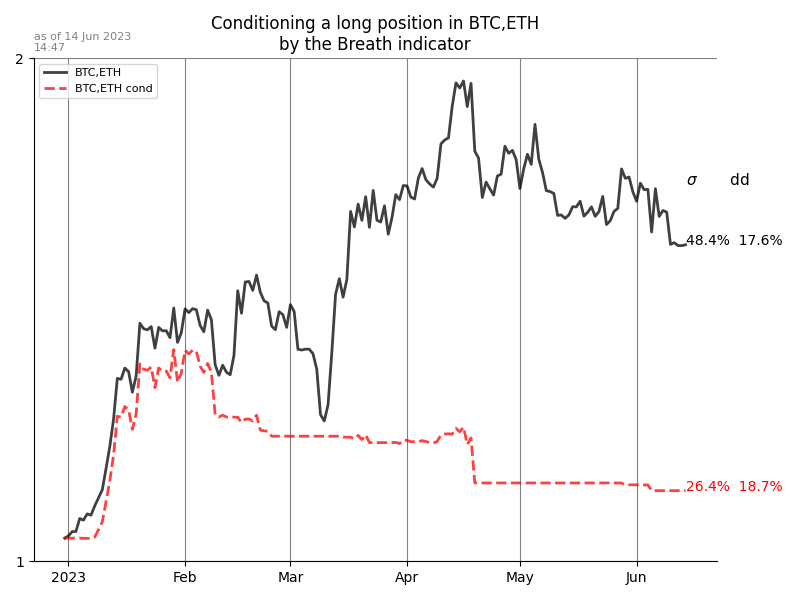 Conditioning a long position in BTC,ETH
by the Breath indicator
as of 14 Jun 2023
14:47
2
BTC,ETH
BTC,ETH cond
σ dd
48.4% 17.6%
26.4% 18.7%
1
2023 Feb Mar Apr May Jun